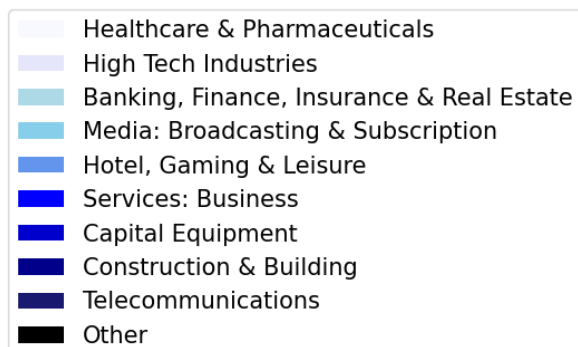 Healthcare & Pharmaceuticals
High Tech Industries
Banking, Finance, Insurance & Real Estate
Media: Broadcasting & Subscription
Hotel, Gaming & Leisure
Services: Business
Capital Equipment
Construction & Building
Telecommunications
Other